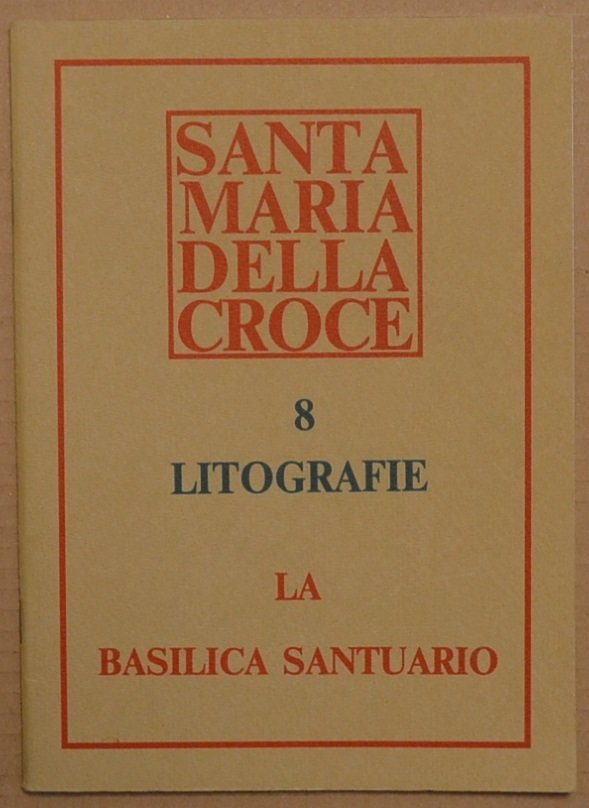 SANTA
MARIA
DELLA
CROCE
8
LITOGRAFIE
LA
BASILICA SANTUARIO